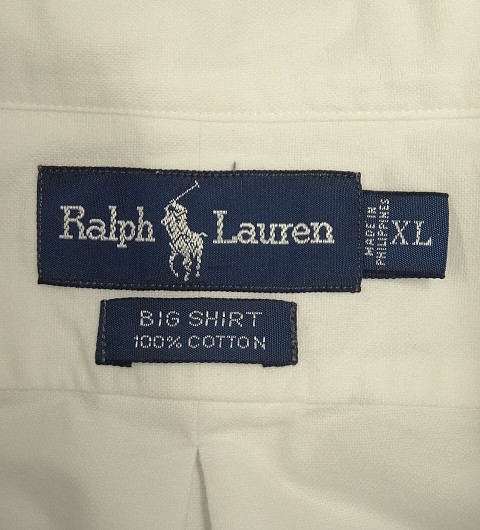 Ralph Lauren
MADE IN
PHILIPPINES
XL
BIG SHIRT
100% COTTON